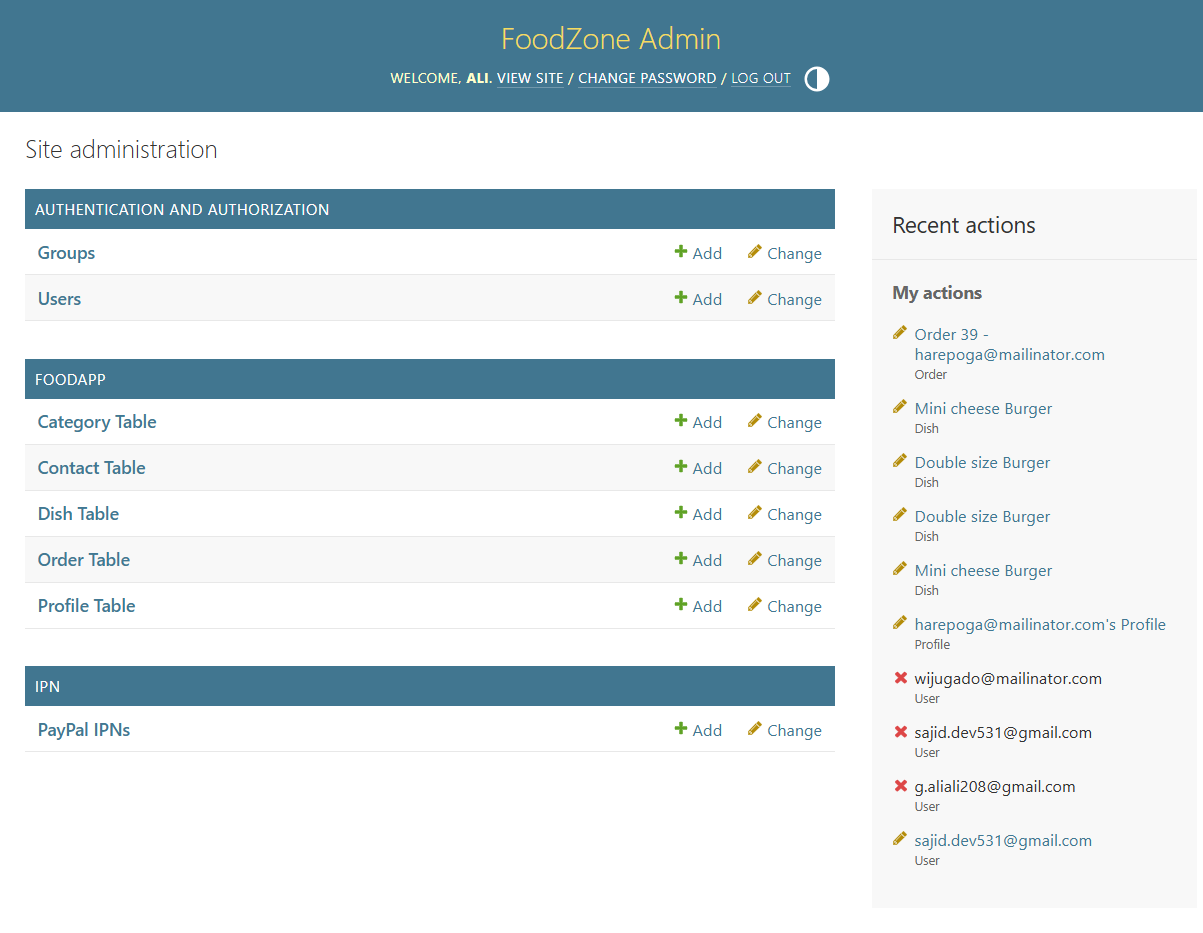 FoodZone Admin
WELCOME, ALI. VIEW SITE / CHANGE PASSWORD / LOG OUT
Site administration
AUTHENTICATION AND AUTHORIZATION
Groups Add Change
Users Add Change
FOODAPP
Category Table Add Change
Contact Table Add Change
Dish Table Add Change
Order Table Add Change
Profile Table Add Change
IPN
PayPal IPNs Add Change
Recent actions
My actions
Order 39 -
harepoga@mailinator.com
Order
Mini cheese Burger
Dish
Double size Burger
Dish
Double size Burger
Dish
Mini cheese Burger
Dish
harepoga@mailinator.com's Profile
Profile
wijugado@mailinator.com
User
sajid.dev531@gmail.com
User
g.aliali208@gmail.com
User
sajid.dev531@gmail.com
User